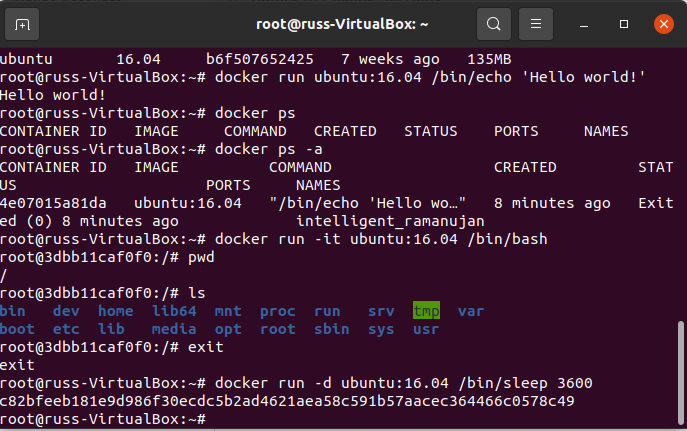 root@russ-VirtualBox: ~
ubuntu       16.04     b6f507652425   7 weeks ago   135MB
root@russ-VirtualBox:~# docker run ubuntu:16.04 /bin/echo 'Hello world!'
Hello world!
root@russ-VirtualBox:~# docker ps
CONTAINER ID   IMAGE     COMMAND   CREATED   STATUS    PORTS     NAMES
root@russ-VirtualBox:~# docker ps -a
CONTAINER ID   IMAGE          COMMAND                  CREATED         STAT
US                     PORTS     NAMES
4e07015a81da   ubuntu:16.04   "/bin/echo 'Hello wo…"   8 minutes ago   Exit
ed (0) 8 minutes ago             intelligent_ramanujan
root@russ-VirtualBox:~# docker run -it ubuntu:16.04 /bin/bash
root@3dbb11caf0f0:/# pwd
/
root@3dbb11caf0f0:/# ls
bin   dev  home  lib64  mnt  proc  run   srv  tmp  var
boot  etc  lib   media  opt  root  sbin  sys  usr
root@3dbb11caf0f0:/# exit
exit
root@russ-VirtualBox:~# docker run -d ubuntu:16.04 /bin/sleep 3600
c82bfeeb181e9d986f30ecdc5b2ad4621aea58c591b57aacec364466c0578c49
root@russ-VirtualBox:~#